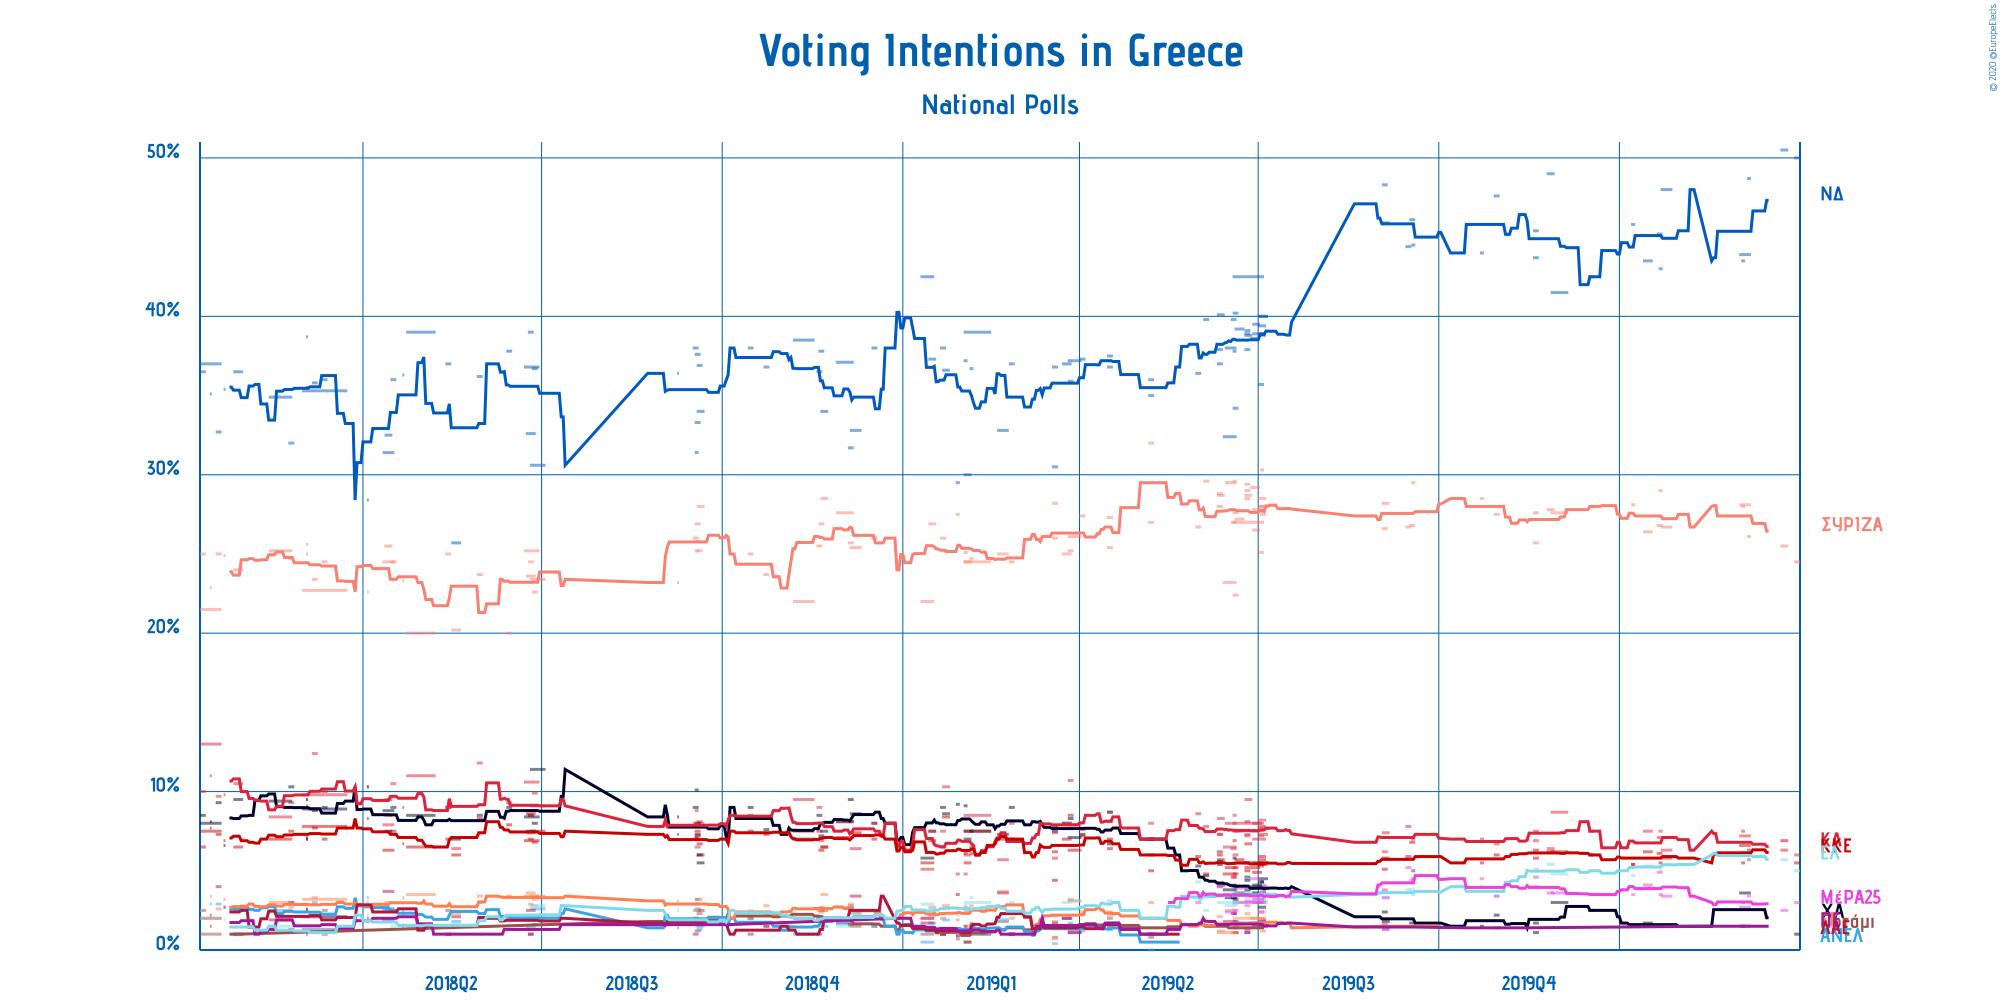 © 2020 @EuropeElects
Voting Intentions in Greece
National Polls
50%
40%
30%
20%
10%
0%
ΝΔ
ΣΥΡΙΖΑ
ΚΑ
ΚΚΕ
ΕΛ
ΜέΡΑ25
ΧΑ
ΑΝΕΛ
2018Q2
2018Q3
2018Q4
2019Q1
2019Q2
2019Q3
2019Q4